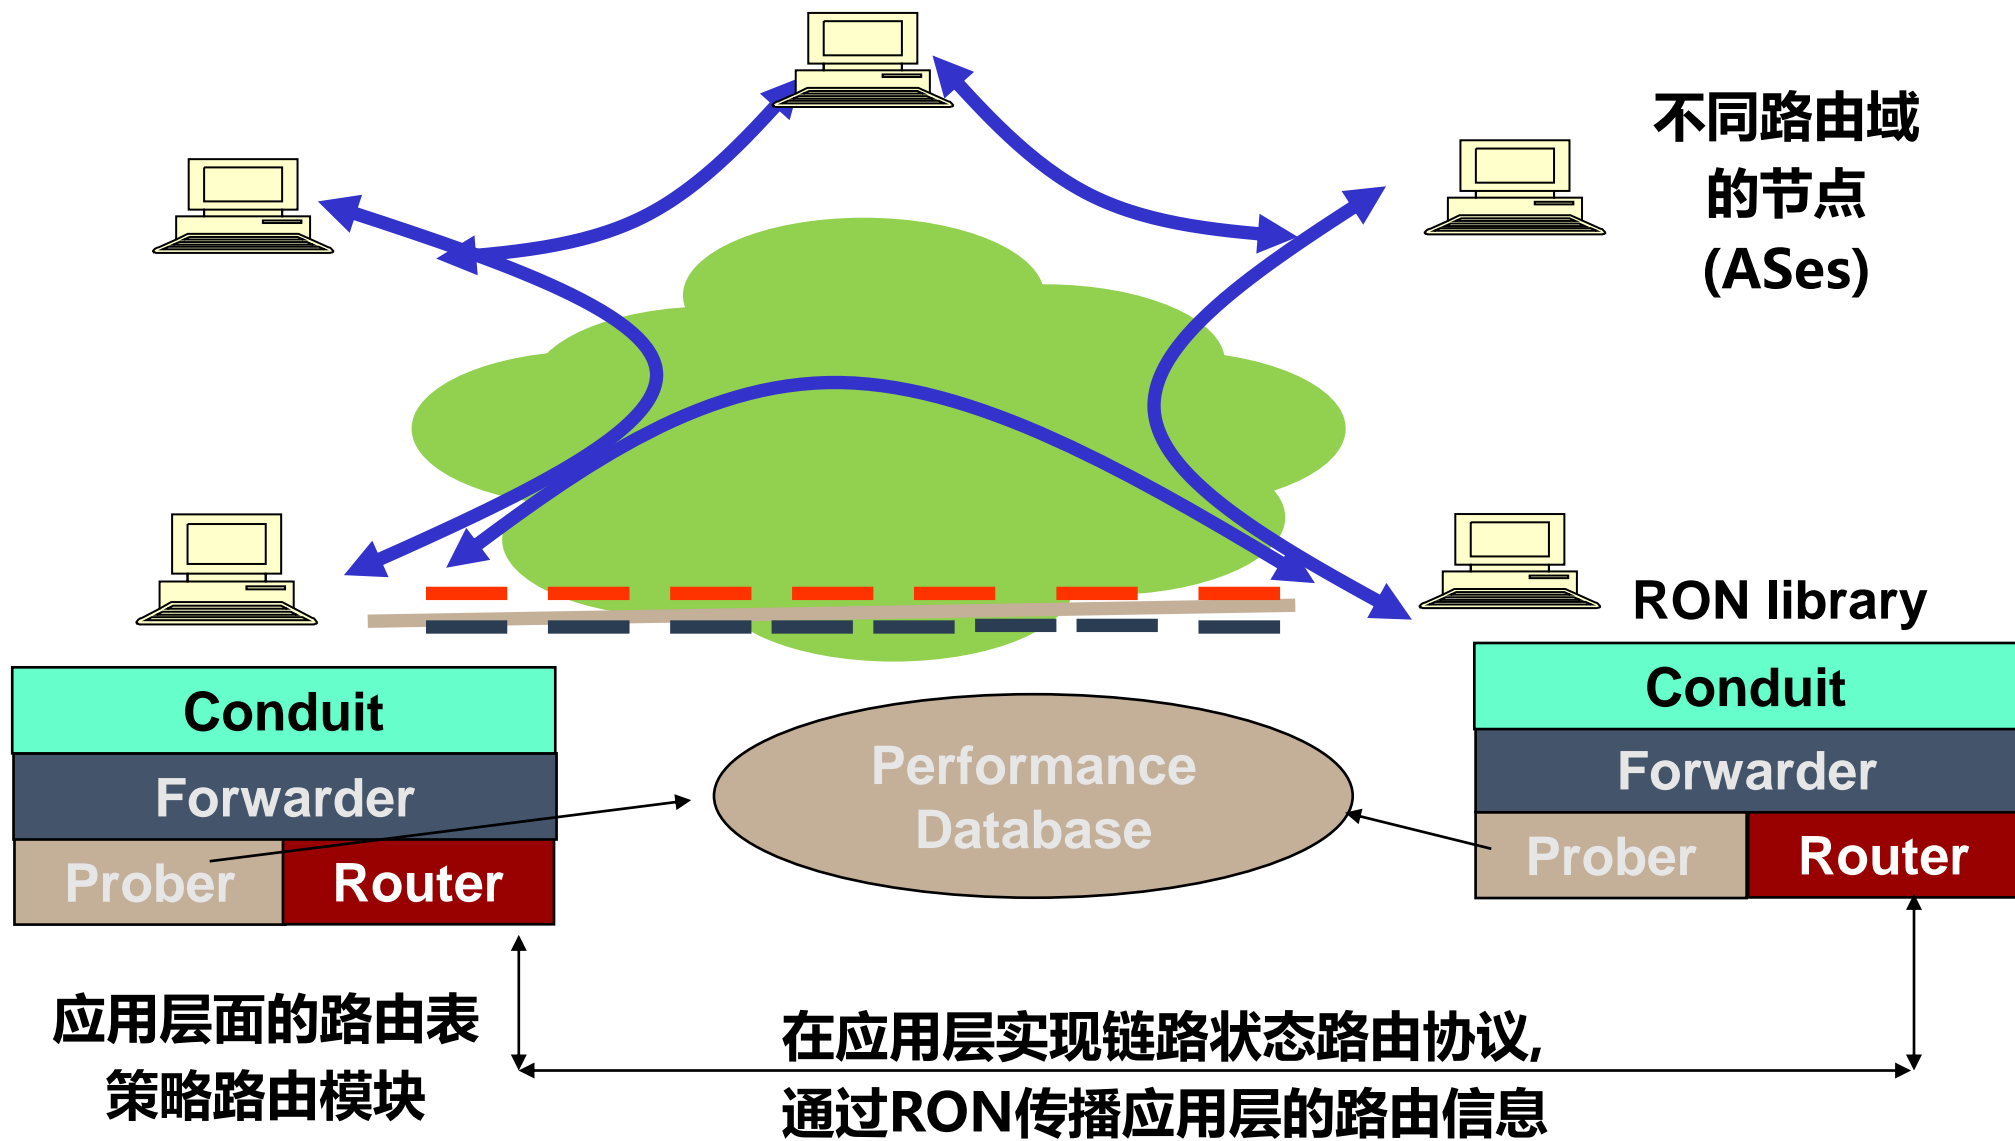 不同路由域
的节点
(ASes)
RON library
Conduit
Forwarder
Prober
Router
Performance
Database
Conduit
Forwarder
Prober
Router
应用层面的路由表
策略路由模块
在应用层实现链路状态路由协议,
通过RON传播应用层的路由信息